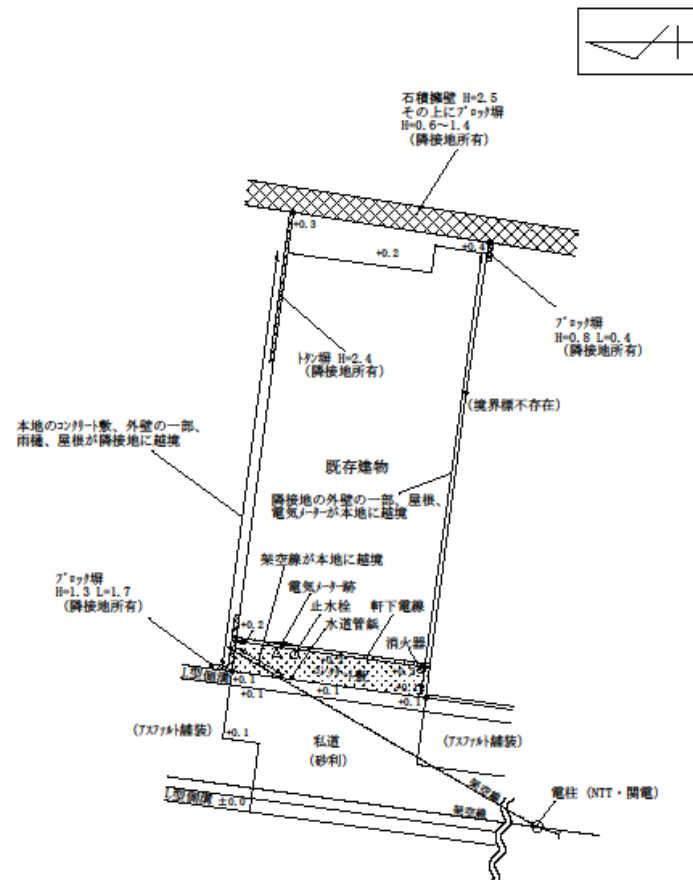 石積擁壁 H=2.5
その上にﾌﾞﾛｯｸ塀
H=0.6～1.4
(隣接地所有)
+0.3
+0.2
+0.4
ﾌﾞﾛｯｸ塀
H=0.8 L=0.4
(隣接地所有)
ﾄﾀﾝ塀 H=2.4
(隣接地所有)
(境界標不存在)
本地のｺﾝｸﾘｰﾄ敷、外壁の一部、
雨樋、屋根が隣接地に越境
既存建物
隣接地の外壁の一部、屋根、
電気ﾒｰﾀｰが本地に越境
架空線が本地に越境
ﾌﾞﾛｯｸ塀
H=1.3 L=1.7
(隣接地所有)
電気ﾒｰﾀｰ跡
止水栓
軒下電線
水道管鋲
消火器
+0.2
L型側溝
+0.1
+0.1
+0.1
+0.1
(ｱｽﾌｧﾙﾄ舗装)
+0.1
私道
(砂利)
(ｱｽﾌｧﾙﾄ舗装)
架空線
L型側溝 ±0.0
架空線
電柱 (NTT・関電)